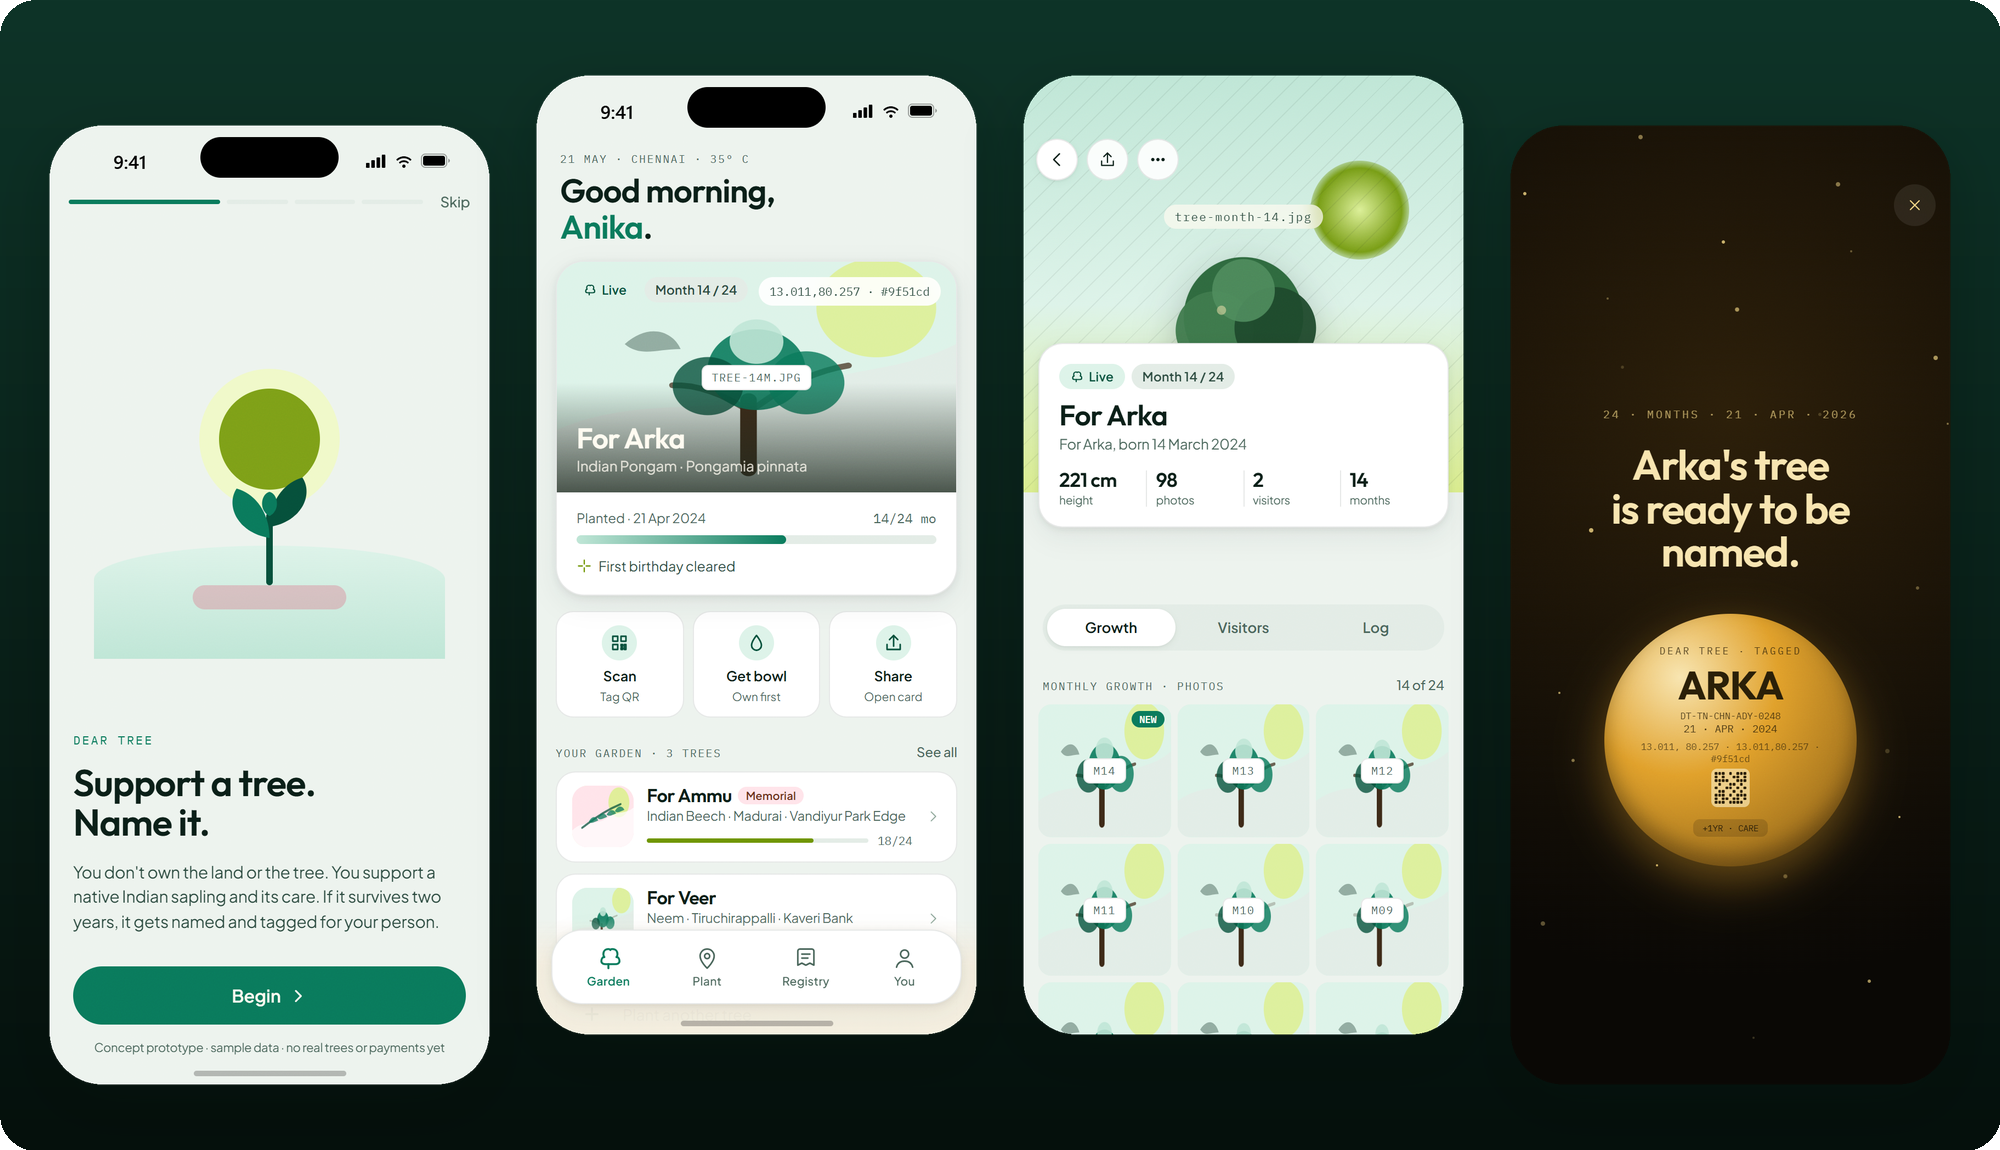 9:41
Skip
DEAR TREE
Support a tree.
Name it.
You don't own the land or the tree. You support a
native Indian sapling and its care. If it survives two
years, it gets named and tagged for your person.
Begin
Concept prototype · sample data · no real trees or payments yet
9:41
21 MAY · CHENNAI · 35° C
Good morning,
Anika.
Live
Month 14 / 24
13.011,80.257 · #9f51cd
TREE-14M.JPG
For Arka
Indian Pongam · Pongamia pinnata
Planted · 21 Apr 2024
14/24 mo
First birthday cleared
Scan
Tag QR
Get bowl
Own first
Share
Open card
YOUR GARDEN · 3 TREES
See all
For Ammu
Memorial
Indian Beech · Madurai · Vandiyur Park Edge
18/24
For Veer
Neem · Tiruchirappalli · Kaveri Bank
Garden
Plant
Registry
You
tree-month-14.jpg
Live
Month 14 / 24
For Arka
For Arka, born 14 March 2024
221 cm
height
98
photos
2
visitors
14
months
Growth
Visitors
Log
MONTHLY GROWTH · PHOTOS
14 of 24
NEW
M14
M13
M12
M11
M10
M09
24 · MONTHS · 21 · APR · 2026
Arka's tree
is ready to be
named.
DEAR TREE · TAGGED
ARKA
DT-TN-CHN-ADY-0248
21 · APR · 2024
13.011, 80.257 · 13.011,80.257 ·
#9f51cd
+1YR · CARE